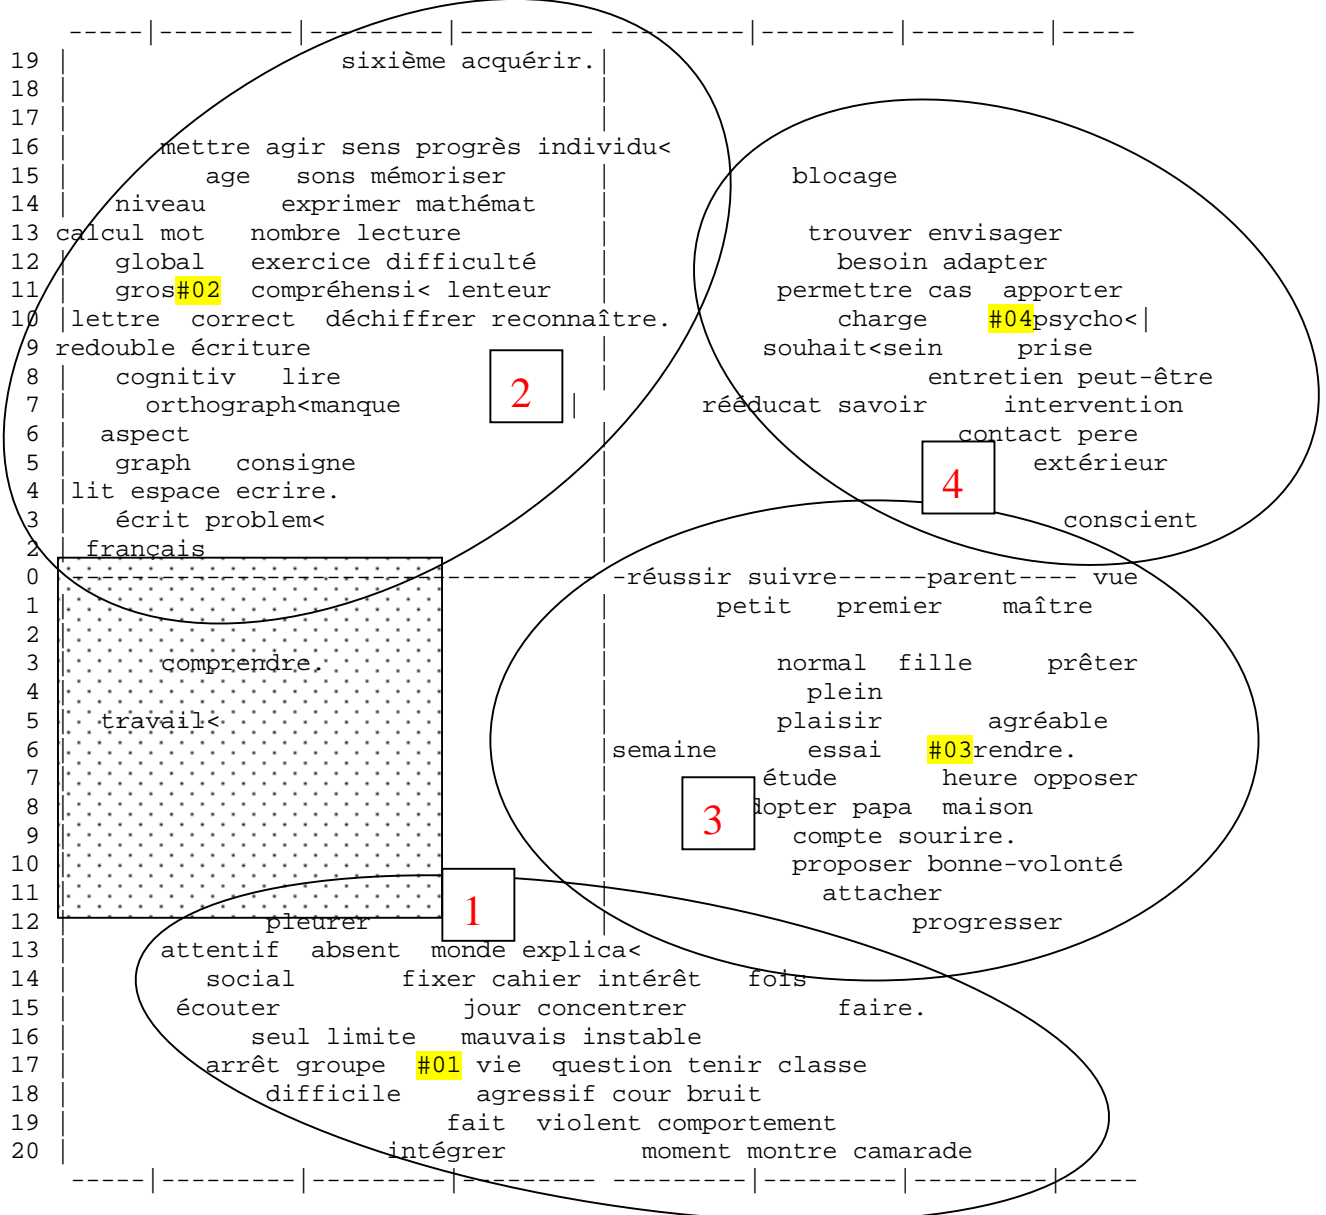 -----|---------|---------|--------- ---------|---------|---------|-----
19 | sixième acquérir.|
18 | |
17 | |
16 | mettre agir sens progrès individu<
15 | age sons mémoriser | blocage
14 | niveau exprimer mathémat |
13 calcul mot nombre lecture | trouver envisager
12 | global exercice difficulté | besoin adapter
11 | gros#02 compréhensi< lenteur | permettre cas apporter
10 |lettre correct déchiffrer reconnaître. charge #04psycho<|
9 redouble écriture | souhait<sein prise
8 | cognitiv lire | entretien peut-être
7 | orthograph<manque 2 | rééducat savoir intervention
6 | aspect | contact pere
5 | graph consigne | extérieur
4 |lit espace ecrire. | 4
3 | écrit problem< | conscient
2 | français |
0 |----------------------------------- -réussir suivre------parent---- vue
1 | | petit premier maître
2 | |
3 | comprendre. | normal fille prêter
4 | | plein
5 | travail< | plaisir agréable
6 | |semaine essai #03rendre.
7 | | étude heure opposer
8 | | 3 dopter papa maison
9 | | compte sourire.
10 | | proposer bonne-volonté
11 | 1 | attacher
12 | pleurer | progresser
13 | attentif absent monde explica<
14 | social fixer cahier intérêt fois
15 | écouter jour concentrer faire.
16 | seul limite mauvais instable
17 | arrêt groupe #01 vie question tenir classe
18 | difficile agressif cour bruit
19 | fait violent comportement
20 | intégrer moment montre camarade
-----|---------|---------|--------- ---------|---------|---------|-----